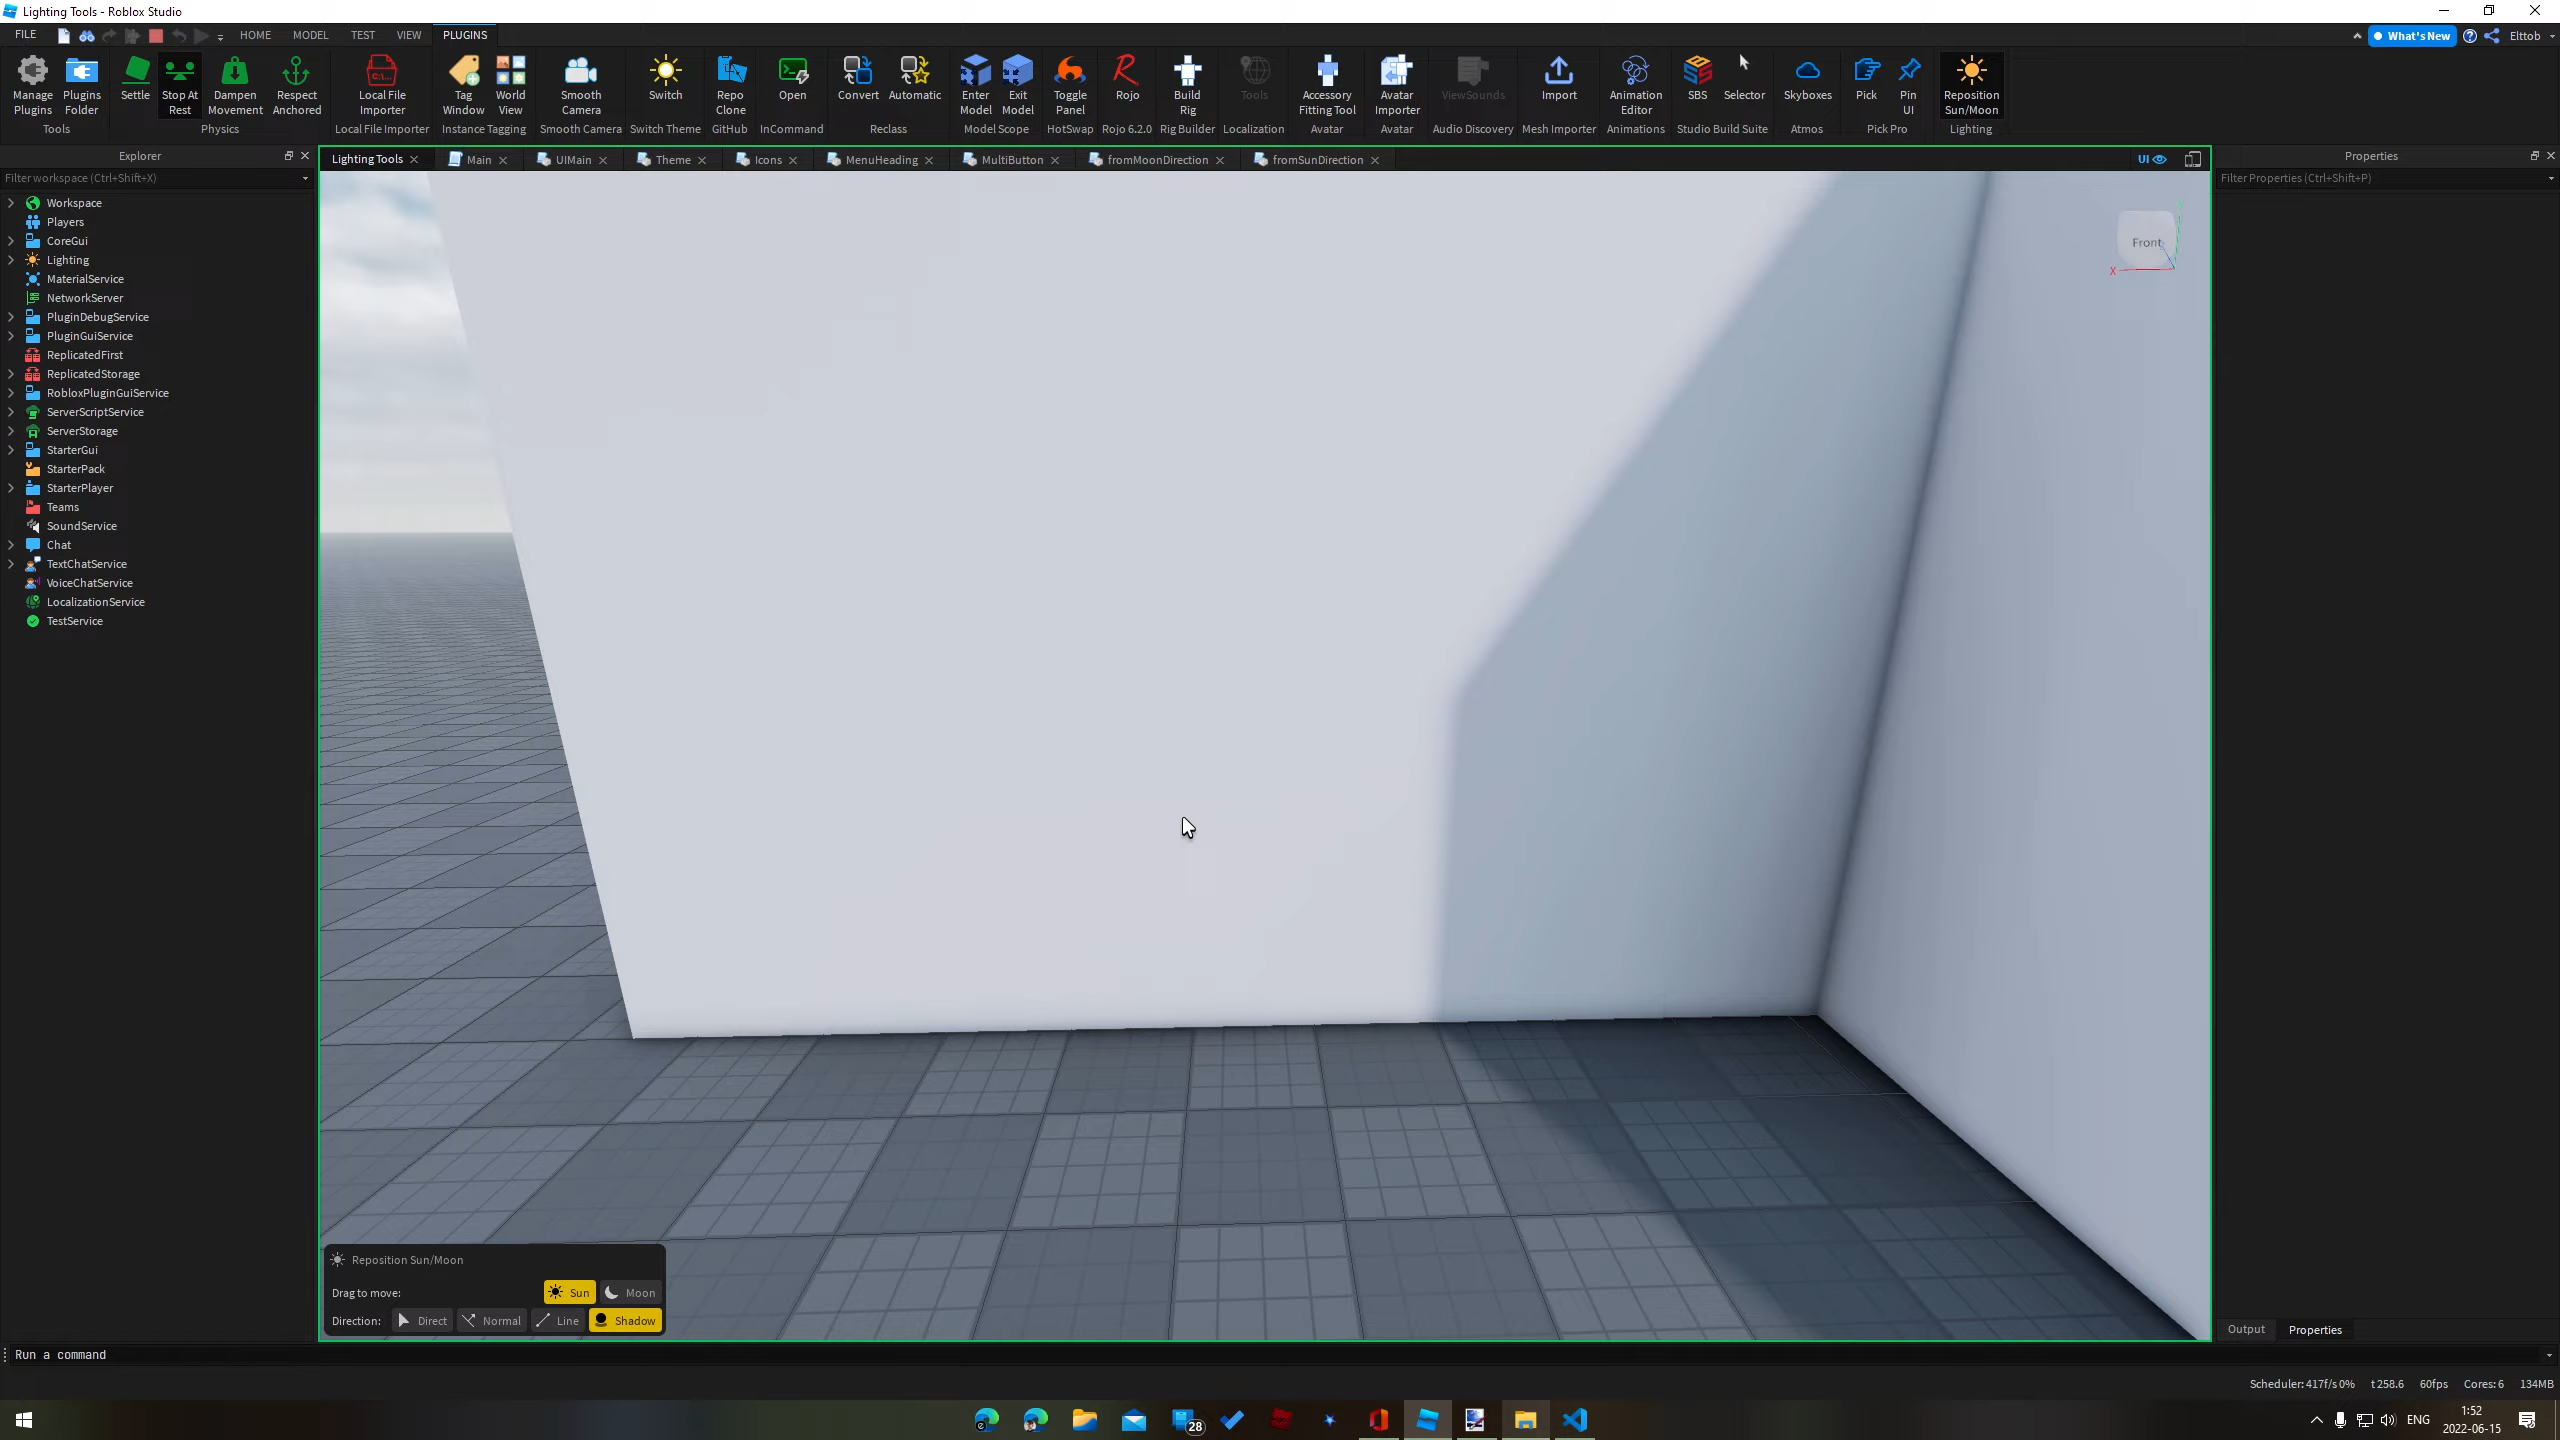 Lighting Tools - Roblox Studio
FILE HOME MODEL TEST VIEW PLUGINS What's New Elttob
Manage Plugins Plugins Folder Settle Stop At Rest Dampen Movement Respect Anchored Local File Importer Tag Window World View Smooth Camera Switch Repo Clone Open Convert Automatic Enter Model Exit Model Toggle Panel Rojo Build Rig Tools Accessory Fitting Tool Avatar Importer ViewSounds Import Animation Editor SBS Selector Skyboxes Pick Pin UI Reposition Sun/Moon
Tools Physics Local File Importer Instance Tagging Smooth Camera Switch Theme GitHub InCommand Reclass Model Scope HotSwap Rojo 6.2.0 Rig Builder Localization Avatar Avatar Audio Discovery Mesh Importer Animations Studio Build Suite Atmos Pick Pro Lighting
Explorer
Lighting Tools Main UIMain Theme Icons MenuHeading MultiButton fromMoonDirection fromSunDirection UI
Properties
Filter workspace (Ctrl+Shift+X)
Filter Properties (Ctrl+Shift+P)
Workspace
Players
CoreGui
Lighting
MaterialService
NetworkServer
PluginDebugService
PluginGuiService
ReplicatedFirst
ReplicatedStorage
RobloxPluginGuiService
ServerScriptService
ServerStorage
StarterGui
StarterPack
StarterPlayer
Teams
SoundService
Chat
TextChatService
VoiceChatService
LocalizationService
TestService
Front
X
Reposition Sun/Moon
Drag to move: Sun Moon
Direction: Direct Normal Line Shadow
Output Properties
Run a command
Scheduler: 417f/s 0% t 258.6 60fps Cores: 6 134MB
28
ENG
1:52
2022-06-15